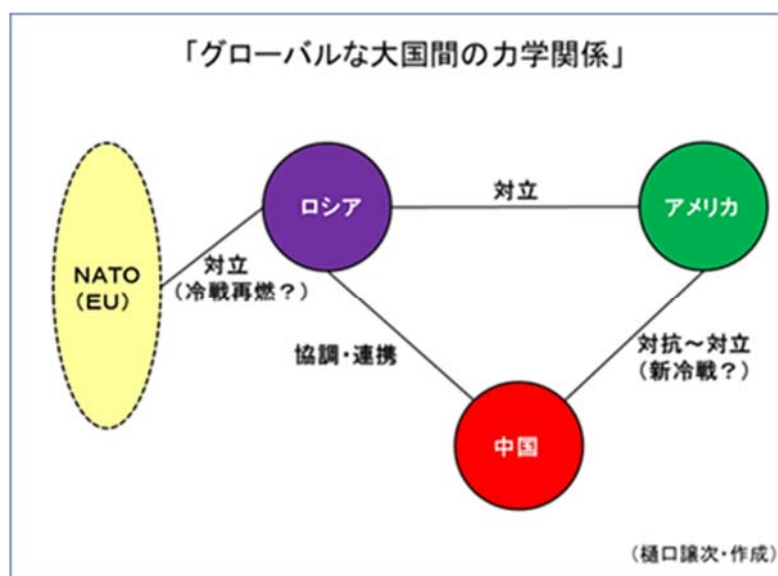 「グローバルな大国間の力学関係」
ロシア
対立
アメリカ
NATO
(EU)
対立
(冷戦再燃?)
協調・連携
対抗~対立
(新冷戦?)
中国
(樋口譲次・作成)